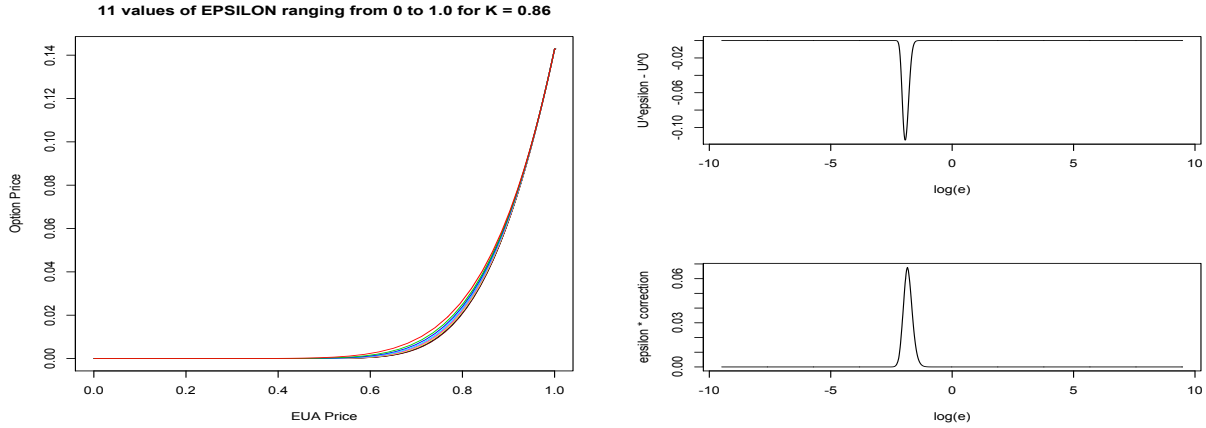 11 values of EPSILON ranging from 0 to 1.0 for K = 0.86
Option Price
0.14
0.12
0.10
0.08
0.06
0.04
0.02
0.00
0.0 0.2 0.4 0.6 0.8 1.0
EUA Price
U^epsilon - U^0
-0.02
-0.06
-0.10
-10 -5 0 5 10
log(e)
epsilon * correction
0.06
0.03
0.00
-10 -5 0 5 10
log(e)